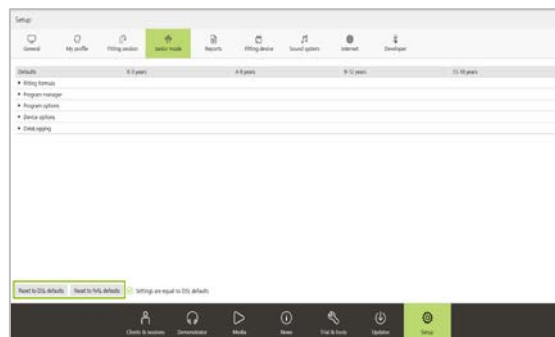 Setup
General My profile Fitting session Junior mode Reports Fitting device Sound system Internet Developer
Defaults 0-3 years 4-8 years 9-12 years 13-18 years
Fitting formula
Program manager
Program options
Device options
DataLogging
Reset to DSL defaults Reset to NAL defaults Settings are equal to DSL defaults
Clients & sessions Demonstrator Media News Trial & tools Updates Setup